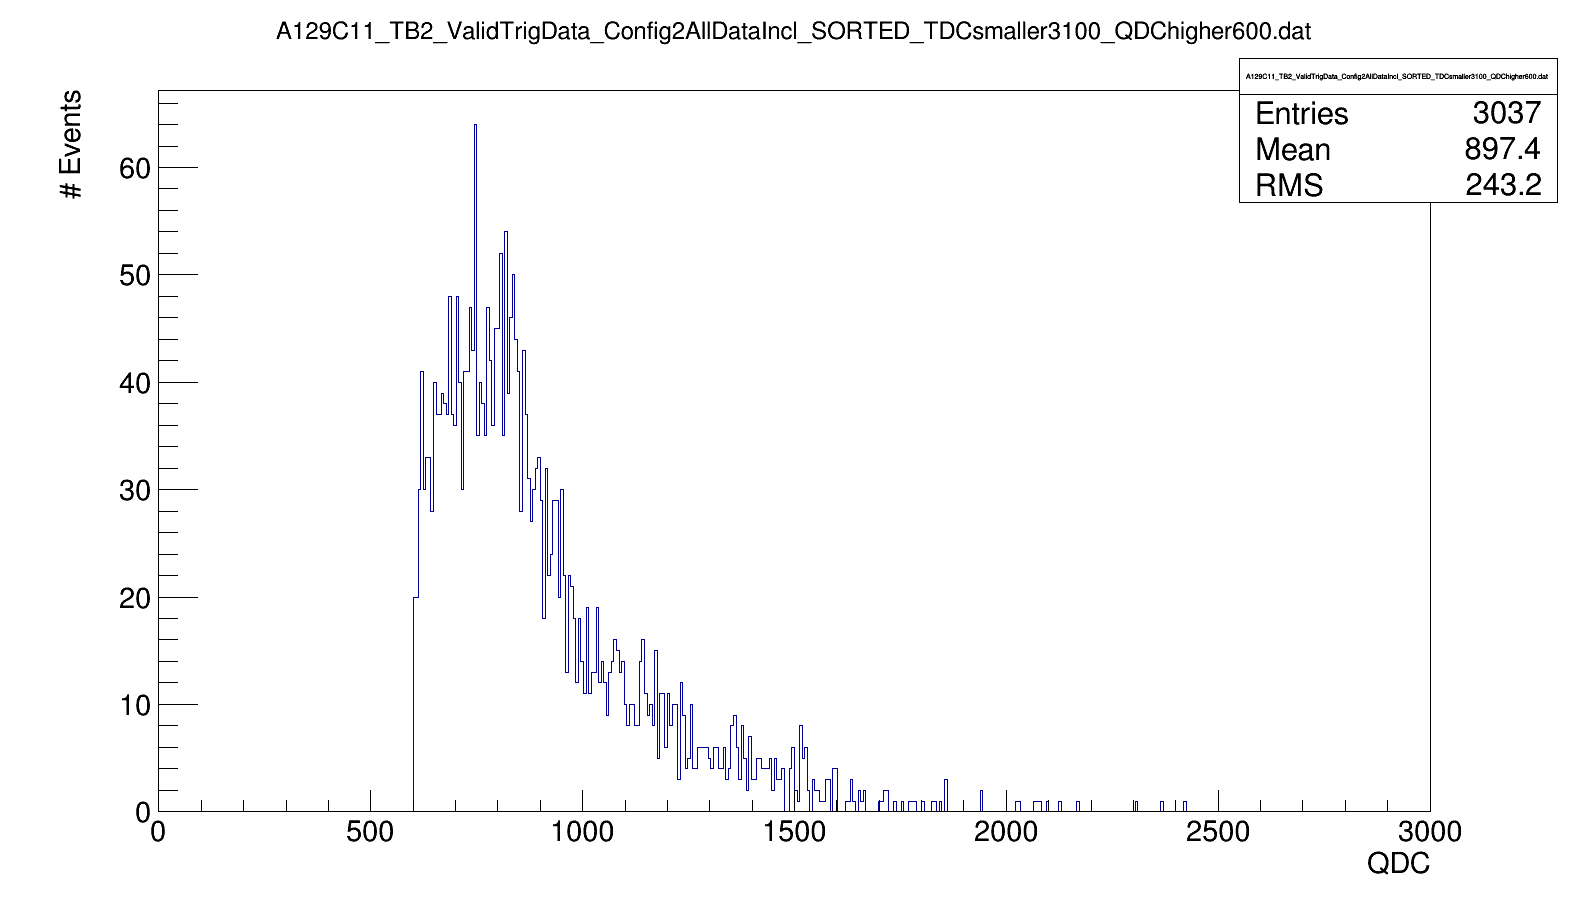 A129C11_TB2_ValidTrigData_Config2AllDataIncl_SORTED_TDCsmaller3100_QDChigher600.dat
A129C11_TB2_ValidTrigData_Config2AllDataIncl_SORTED_TDCsmaller3100_QDChigher600.dat
Entries 3037
Mean 897.4
RMS 243.2
# Events
60
50
40
30
20
10
0
0 500 1000 1500 2000 2500 3000
QDC